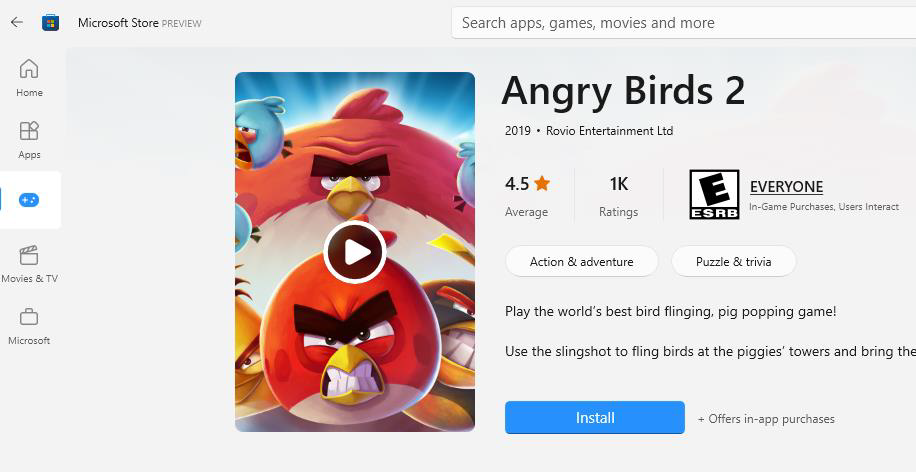 Microsoft Store PREVIEW
Search apps, games, movies and more
Home
Apps
Movies & TV
Microsoft
Angry Birds 2
2019 • Rovio Entertainment Ltd
4.5
Average
1K
Ratings
E
ESRB
EVERYONE
In-Game Purchases, Users Interact
Action & adventure
Puzzle & trivia
Play the world's best bird flinging, pig popping game!
Use the slingshot to fling birds at the piggies' towers and bring the
Install
+ Offers in-app purchases